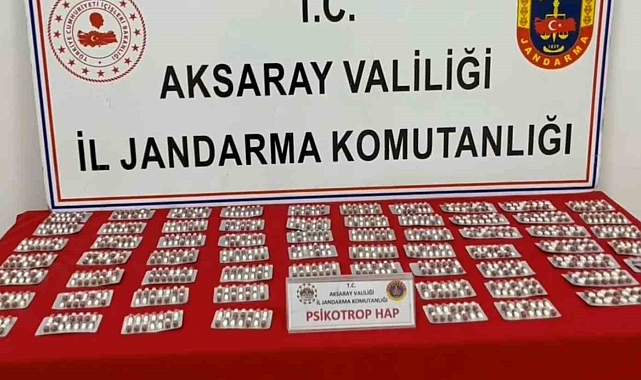 T.C.
AKSARAY VALİLİĞİ
İL JANDARMA KOMUTANLIĞI
JANDARMA
T.C.
AKSARAY VALİLİĞİ
İL JANDARMA KOMUTANLIĞI
PSİKOTROP HAP